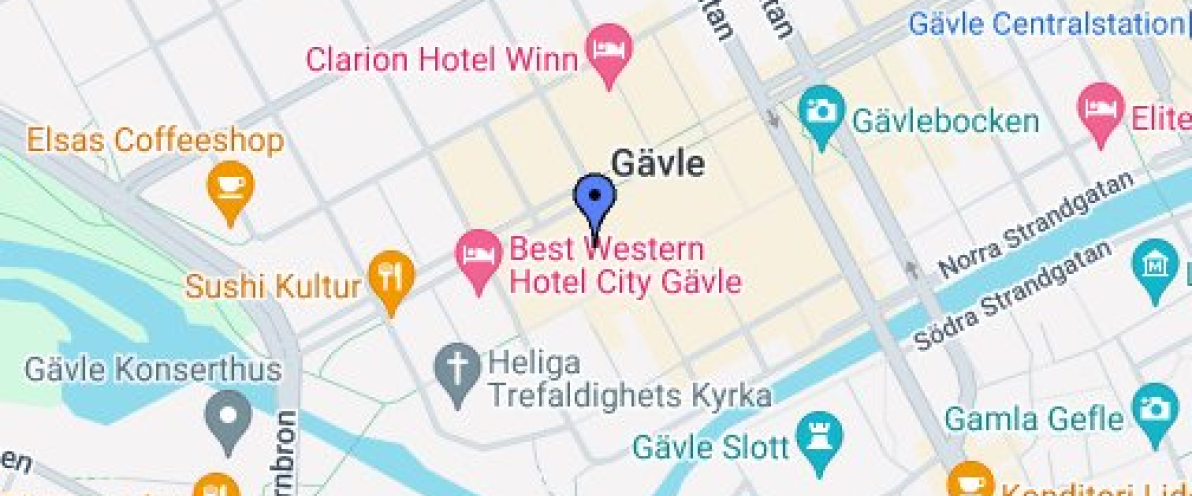 Gävle Centralstation
Clarion Hotel Winn
Gävlebocken
Elite
Elsas Coffeeshop
Gävle
Norra Strandgatan
Best Western
Hotel City Gävle
Sushi Kultur
Södra Strandgatan
Heliga
Trefaldighets Kyrka
Gävle Konserthus
Gamla Gefle
Gävle Slott